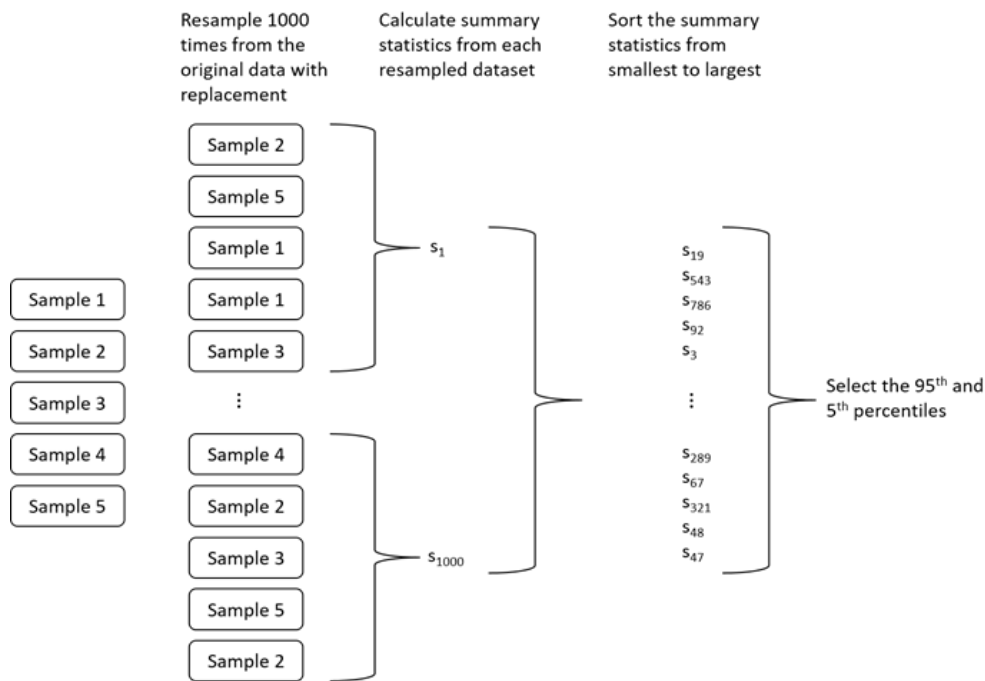 Resample 1000
times from the
original data with
replacement
Calculate summary
statistics from each
resampled dataset
Sort the summary
statistics from
smallest to largest
Sample 1
Sample 2
Sample 3
Sample 4
Sample 5
Sample 2
Sample 5
Sample 1
Sample 1
Sample 3
⋮
Sample 4
Sample 2
Sample 3
Sample 5
Sample 2
s₁
s₁₀₀₀
s₁₉
s₅₄₃
s₇₈₆
s₉₂
s₃
⋮
s₂₈₉
s₆₇
s₃₂₁
s₄₈
s₄₇
Select the 95ᵗʰ and
5ᵗʰ percentiles